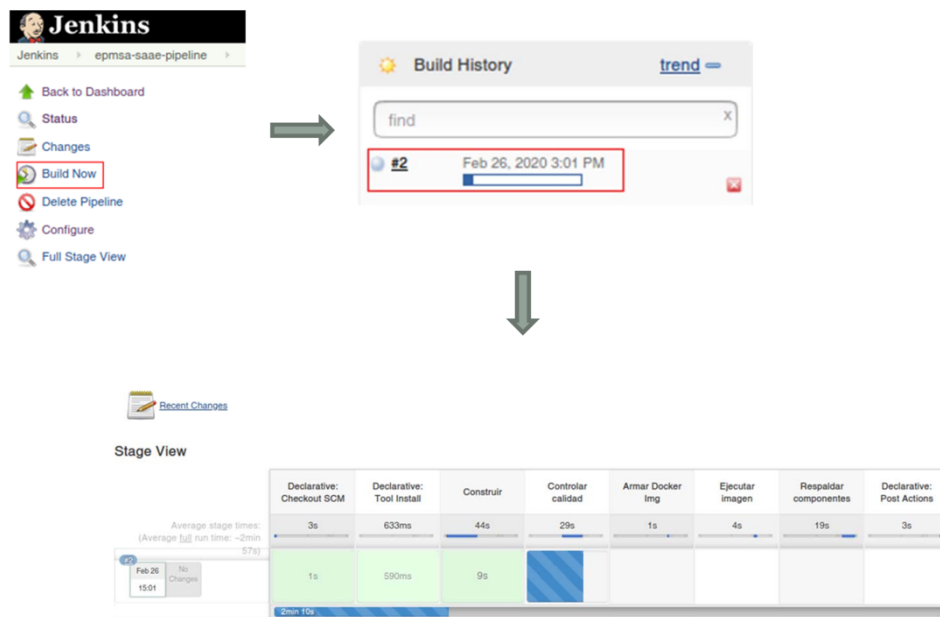 Jenkins
Jenkins epmsa-saae-pipeline
Back to Dashboard
Status
Changes
Build Now
Delete Pipeline
Configure
Full Stage View
Build History trend
find x
#2 Feb 26, 2020 3:01 PM
Recent Changes
Stage View
Declarative: Checkout SCM
Declarative: Tool Install
Construir
Controlar calidad
Armar Docker Img
Ejecutar imagen
Respaldar componentes
Declarative: Post Actions
Average stage times:
(Average full run time: ~2min
57s)
3s 633ms 44s 29s 1s 4s 19s 3s
#2
Feb 26
15:01
No
Changes
1s 590ms 9s
2min 10s